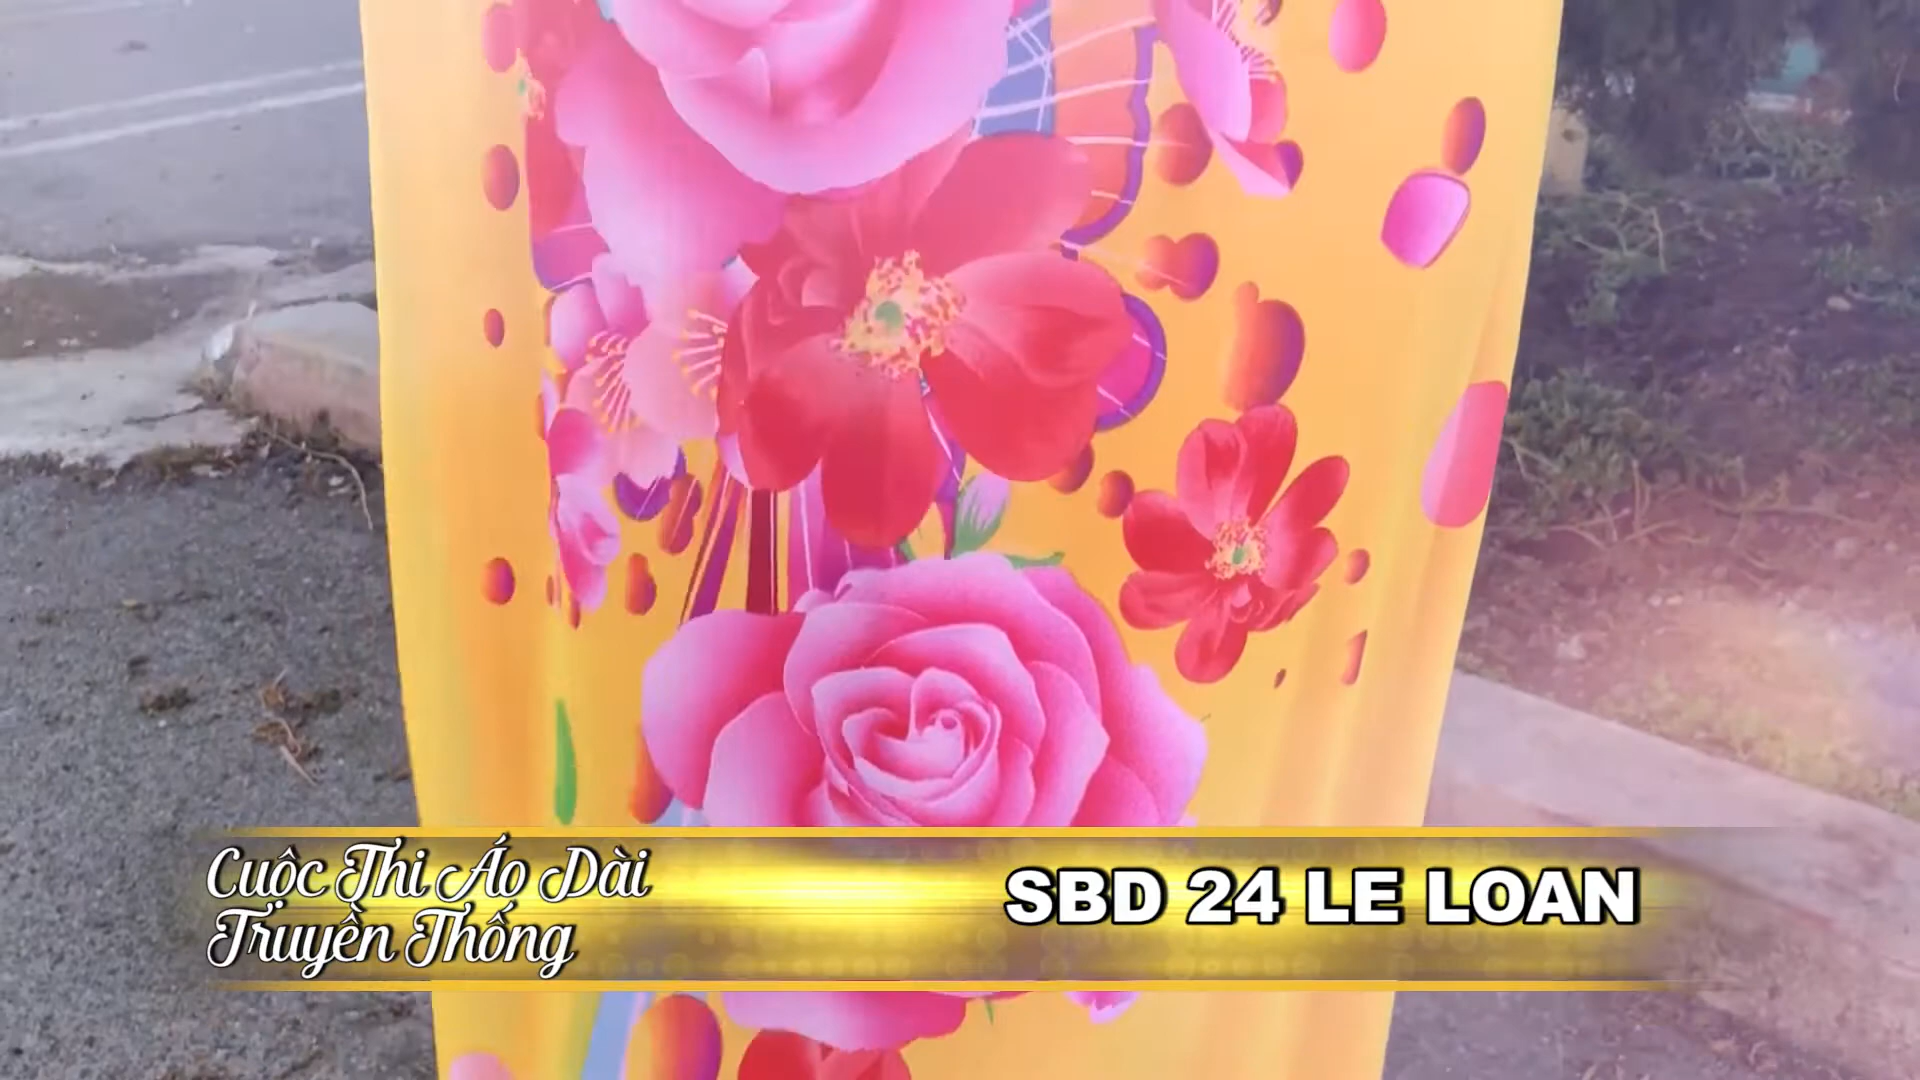 Cuộc Thi Áo Dài
Truyền Thống
SBD 24 LE LOAN